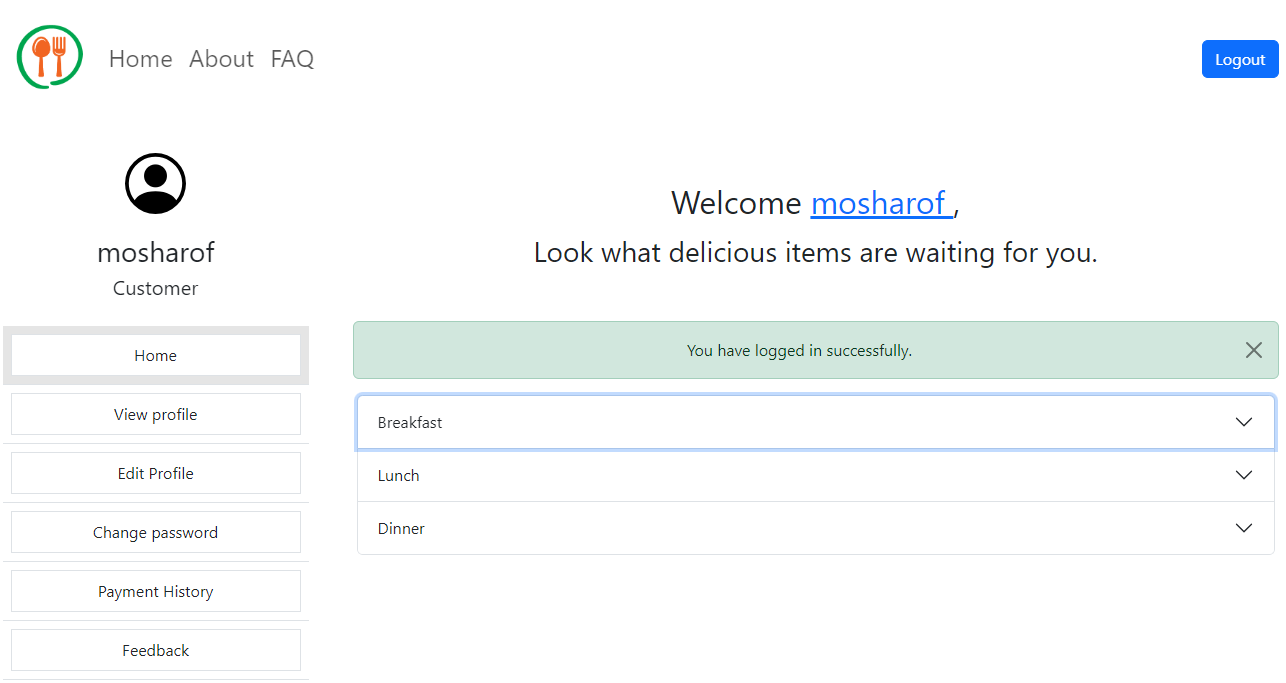 Home About FAQ
Logout
mosharof
Customer
Home
View profile
Edit Profile
Change password
Payment History
Feedback
Welcome mosharof ,
Look what delicious items are waiting for you.
You have logged in successfully.
Breakfast
Lunch
Dinner